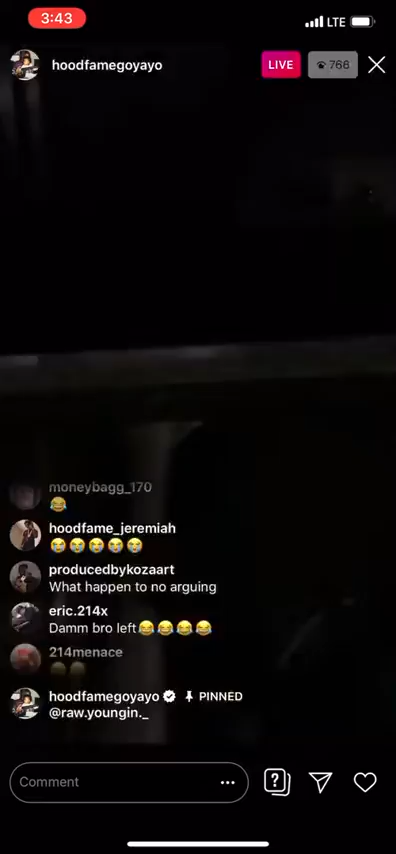 3:43
LTE
hoodfamegoyayo
LIVE
766
moneybagg_170
😂
hoodfame_jeremiah
😭😭😭😭😭
producedbykozaart
What happen to no arguing
eric.214x
Damm bro left😂😂😂😂
214menace
hoodfamegoyayo PINNED
@raw.youngin._
Comment